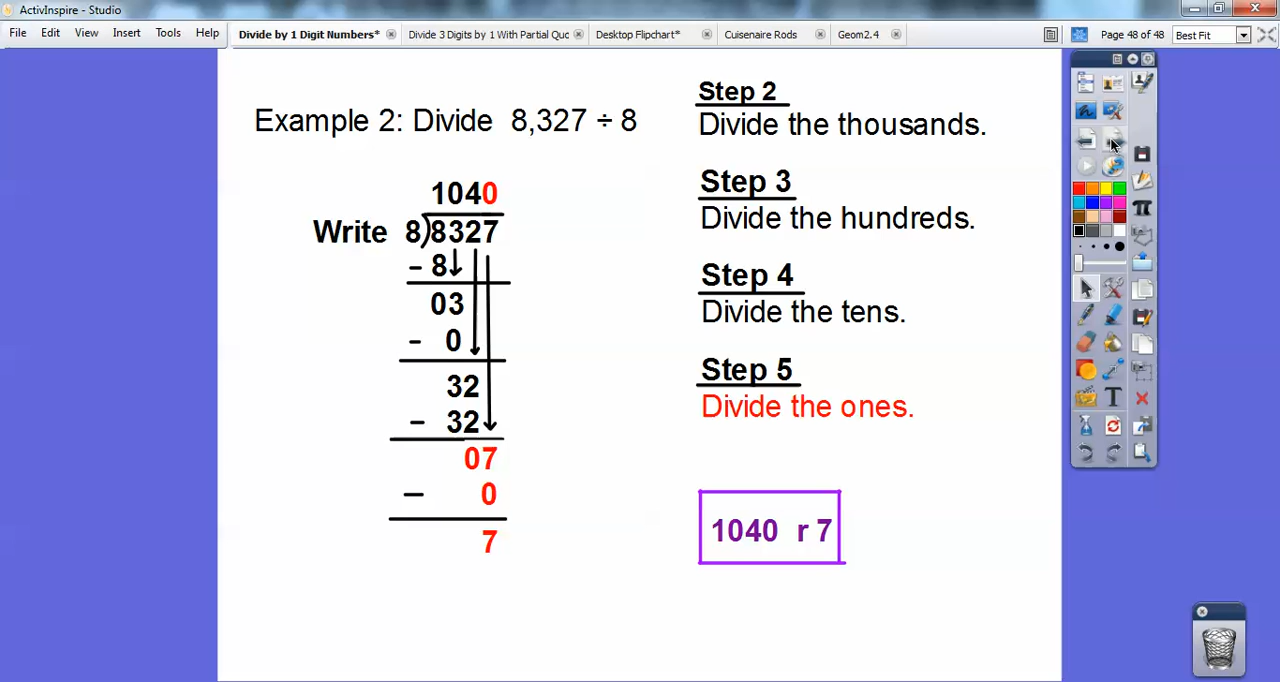 ActivInspire - Studio
File Edit View Insert Tools Help
Divide by 1 Digit Numbers*
Divide 3 Digits by 1 With Partial Quc
Desktop Flipchart*
Cuisenaire Rods
Geom2.4
Page 48 of 48
Best Fit
Example 2: Divide 8,327 ÷ 8
1040
Write 8)8327
- 8
03
- 0
32
- 32
07
- 0
7
Step 2
Divide the thousands.
Step 3
Divide the hundreds.
Step 4
Divide the tens.
Step 5
Divide the ones.
1040 r 7